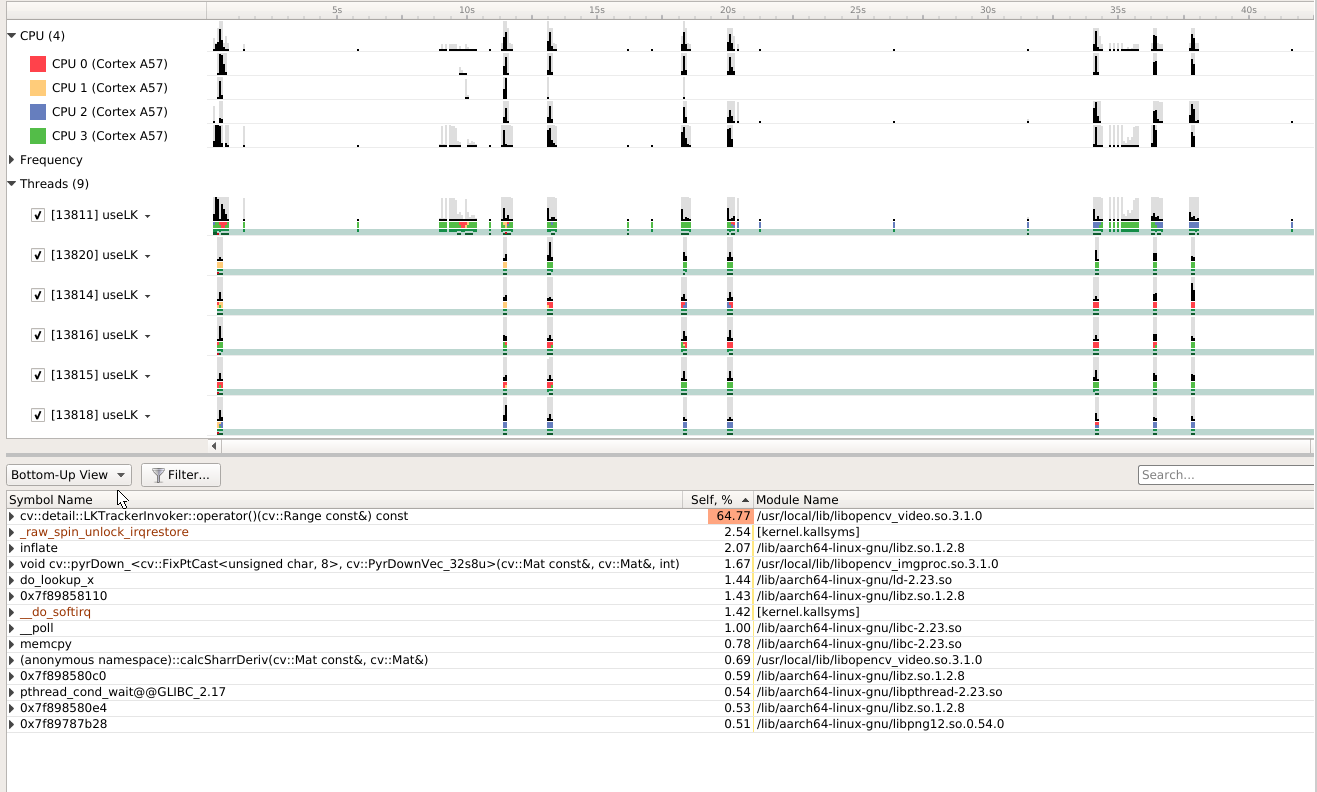 5s 10s 15s 20s 25s 30s 35s 40s
CPU (4)
CPU 0 (Cortex A57)
CPU 1 (Cortex A57)
CPU 2 (Cortex A57)
CPU 3 (Cortex A57)
Frequency
Threads (9)
[13811] useLK
[13820] useLK
[13814] useLK
[13816] useLK
[13815] useLK
[13818] useLK
Bottom-Up View Filter... Search...
Symbol Name Self, % Module Name
cv::detail::LKTrackerInvoker::operator()(cv::Range const&) const 64.77 /usr/local/lib/libopencv_video.so.3.1.0
_raw_spin_unlock_irqrestore 2.54 [kernel.kallsyms]
inflate 2.07 /lib/aarch64-linux-gnu/libz.so.1.2.8
void cv::pyrDown_<cv::FixPtCast<unsigned char, 8>, cv::PyrDownVec_32s8u>(cv::Mat const&, cv::Mat&, int) 1.67 /usr/local/lib/libopencv_imgproc.so.3.1.0
do_lookup_x 1.44 /lib/aarch64-linux-gnu/ld-2.23.so
0x7f89858110 1.43 /lib/aarch64-linux-gnu/libz.so.1.2.8
__do_softirq 1.42 [kernel.kallsyms]
__poll 1.00 /lib/aarch64-linux-gnu/libc-2.23.so
memcpy 0.78 /lib/aarch64-linux-gnu/libc-2.23.so
(anonymous namespace)::calcSharrDeriv(cv::Mat const&, cv::Mat&) 0.69 /usr/local/lib/libopencv_video.so.3.1.0
0x7f898580c0 0.59 /lib/aarch64-linux-gnu/libz.so.1.2.8
pthread_cond_wait@@GLIBC_2.17 0.54 /lib/aarch64-linux-gnu/libpthread-2.23.so
0x7f898580e4 0.53 /lib/aarch64-linux-gnu/libz.so.1.2.8
0x7f89787b28 0.51 /lib/aarch64-linux-gnu/libpng12.so.0.54.0